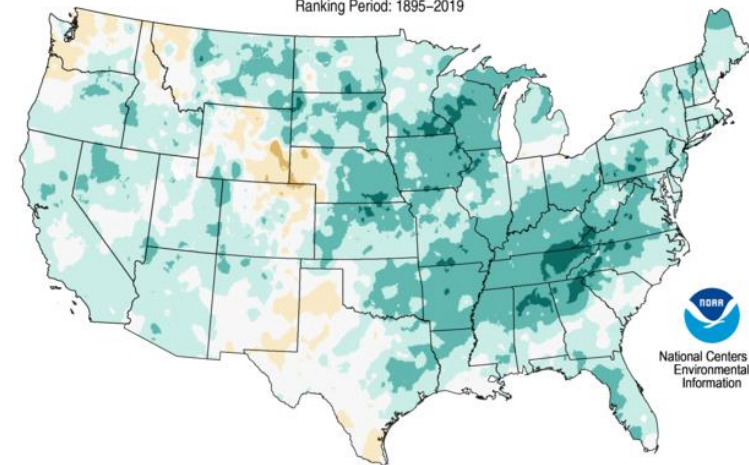 Ranking Period: 1895–2019
NOAA
National Centers
Environmental
Information